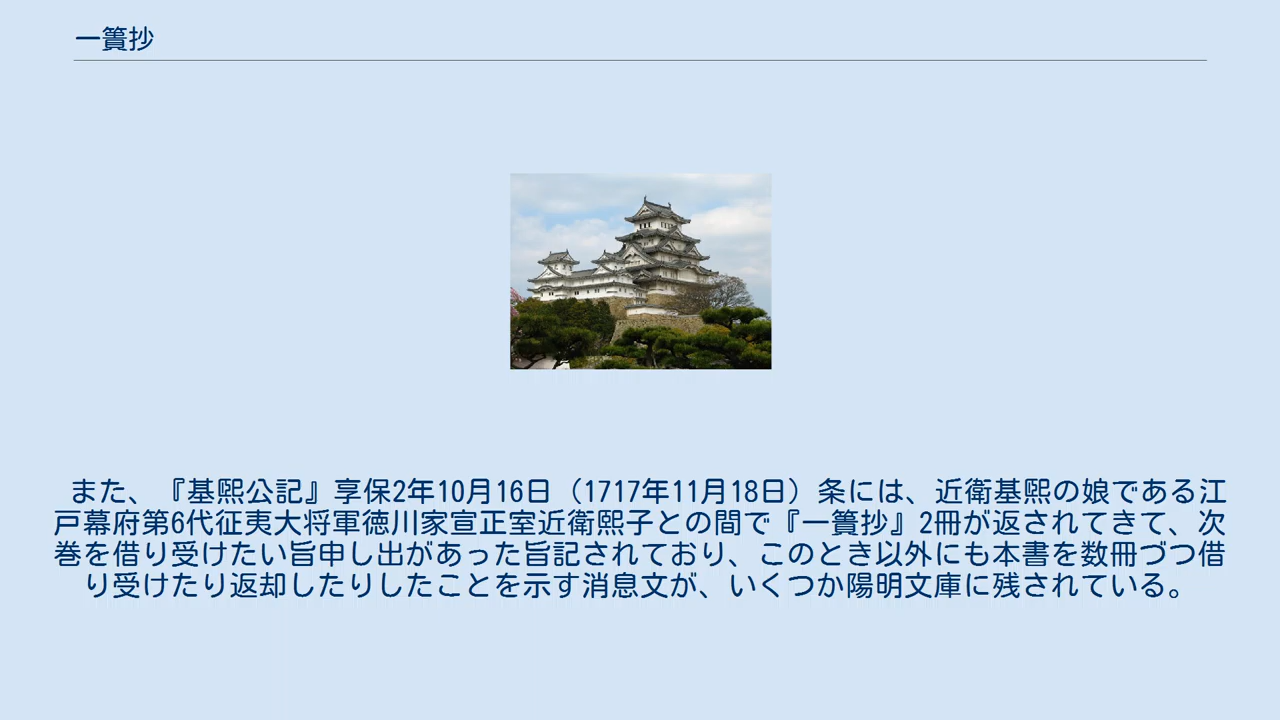 一簣抄
また、『基熙公記』享保2年10月16日（1717年11月18日）条には、近衛基熙の娘である江
戸幕府第6代征夷大将軍徳川家宣正室近衛熙子との間で『一簣抄』2冊が返されてきて、次
巻を借り受けたい旨申し出があった旨記されており、このとき以外にも本書を数冊づつ借
り受けたり返却したりしたことを示す消息文が、いくつか陽明文庫に残されている。